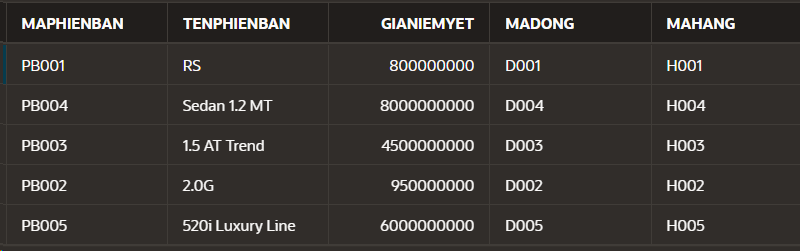 MAPHIENBAN TENPHIENBAN GIANIEMYET MADONG MAHANG
PB001 RS 800000000 D001 H001
PB004 Sedan 1.2 MT 8000000000 D004 H004
PB003 1.5 AT Trend 4500000000 D003 H003
PB002 2.0G 950000000 D002 H002
PB005 520i Luxury Line 6000000000 D005 H005